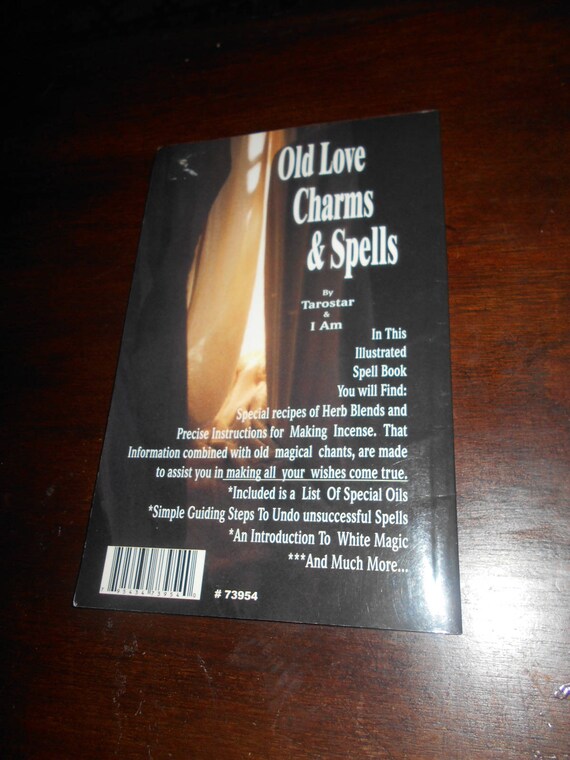 Old Love
Charms
& Spells
By
Tarostar
&
I Am
In This
Illustrated
Spell Book
You will Find:
Special recipes of Herb Blends and
Precise Instructions for Making Incense. That
Information combined with old magical chants, are made
to assist you in making all your wishes come true.
*Included is a List Of Special Oils
*Simple Guiding Steps To Undo unsuccessful Spells
*An Introduction To White Magic
***And Much More...
# 73954